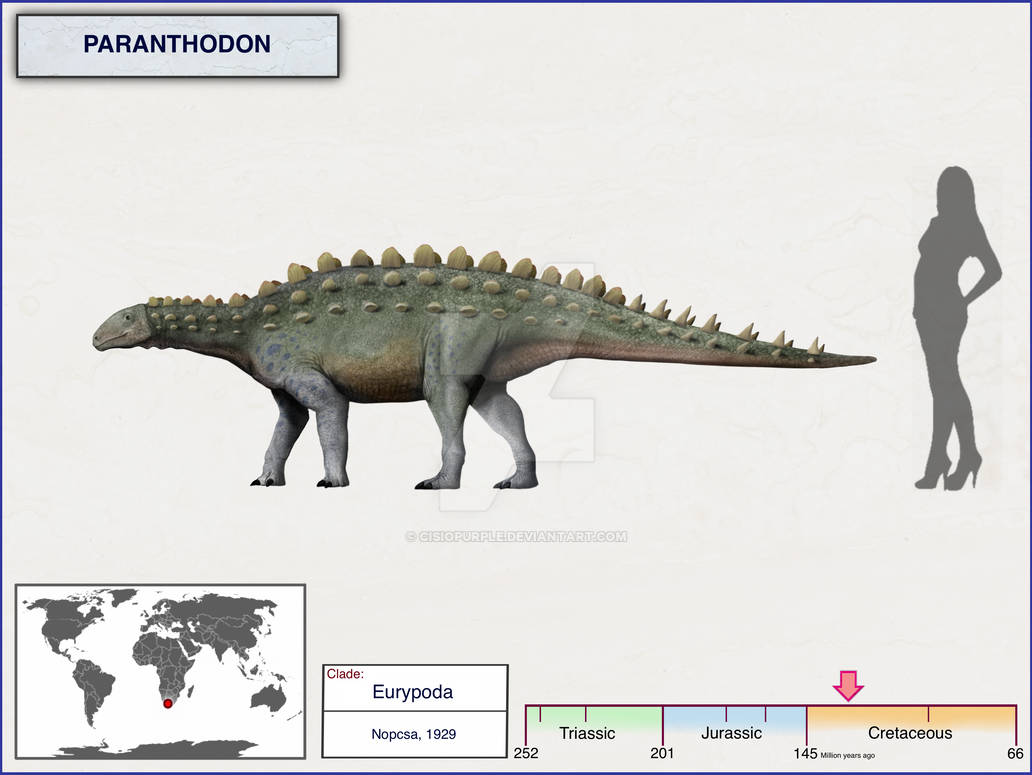 PARANTHODON
© CISIOPURPLE.DEVIANTART.COM
Clade:
Eurypoda
Nopcsa, 1929
Triassic
Jurassic
Cretaceous
252
201
145 Million years ago
66